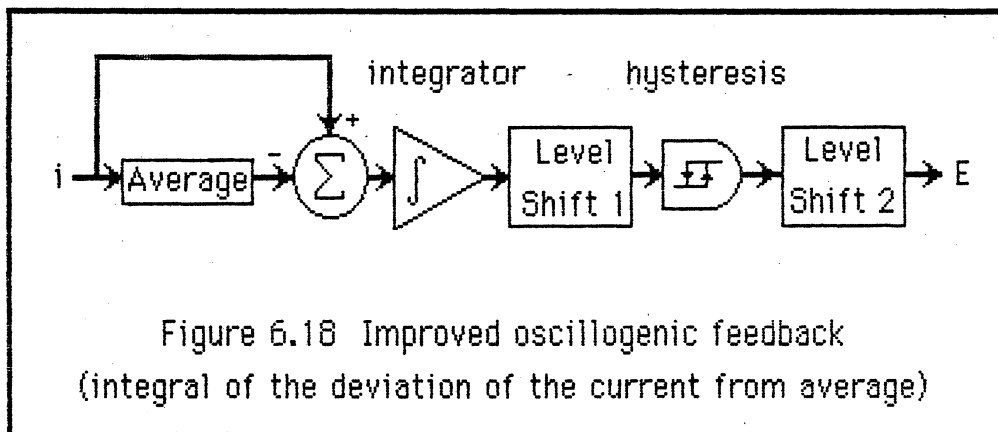 integrator hysteresis
+
-
i Average Σ ∫ Level Shift 1 Level Shift 2 E
Figure 6.18 Improved oscillogenic feedback
(integral of the deviation of the current from average)